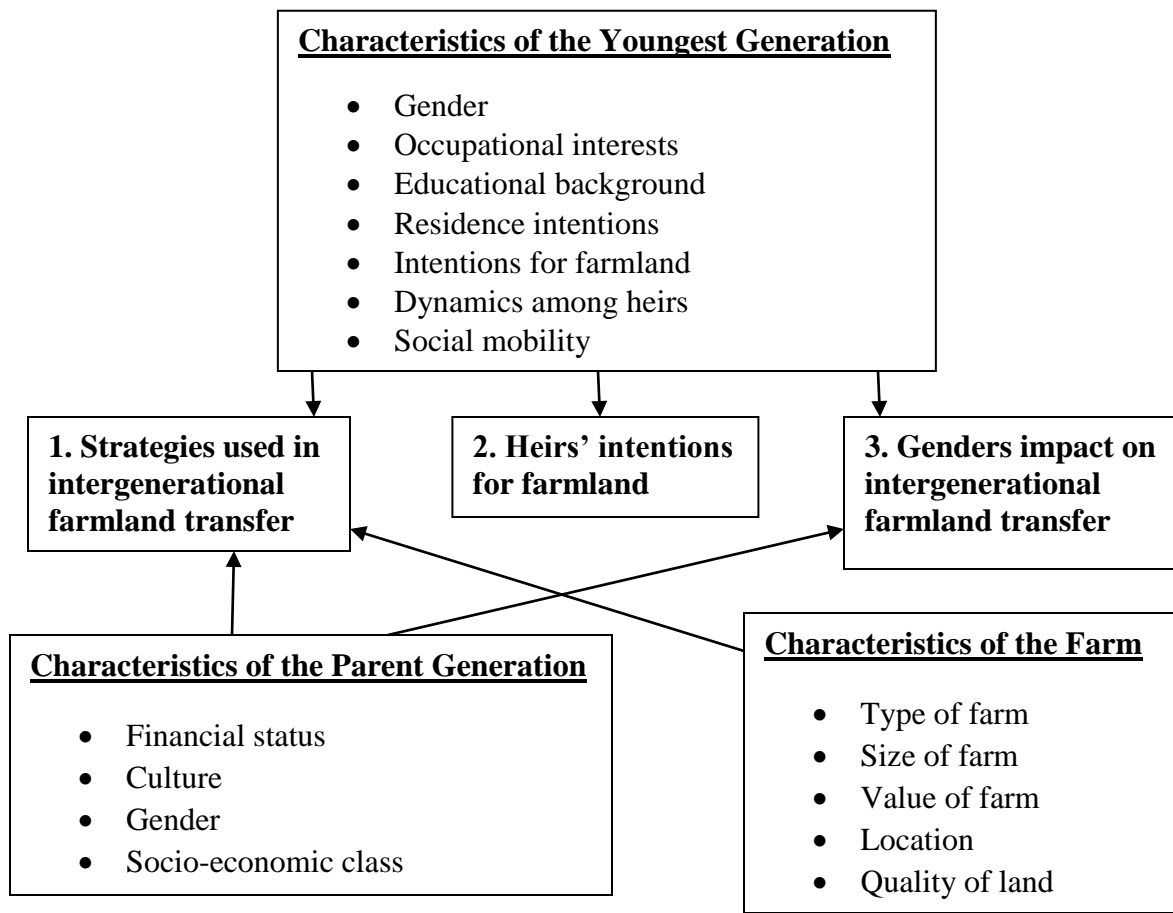 Characteristics of the Youngest Generation
• Gender
• Occupational interests
• Educational background
• Residence intentions
• Intentions for farmland
• Dynamics among heirs
• Social mobility
1. Strategies used in
intergenerational
farmland transfer
2. Heirs’ intentions
for farmland
3. Genders impact on
intergenerational
farmland transfer
Characteristics of the Parent Generation
• Financial status
• Culture
• Gender
• Socio-economic class
Characteristics of the Farm
• Type of farm
• Size of farm
• Value of farm
• Location
• Quality of land